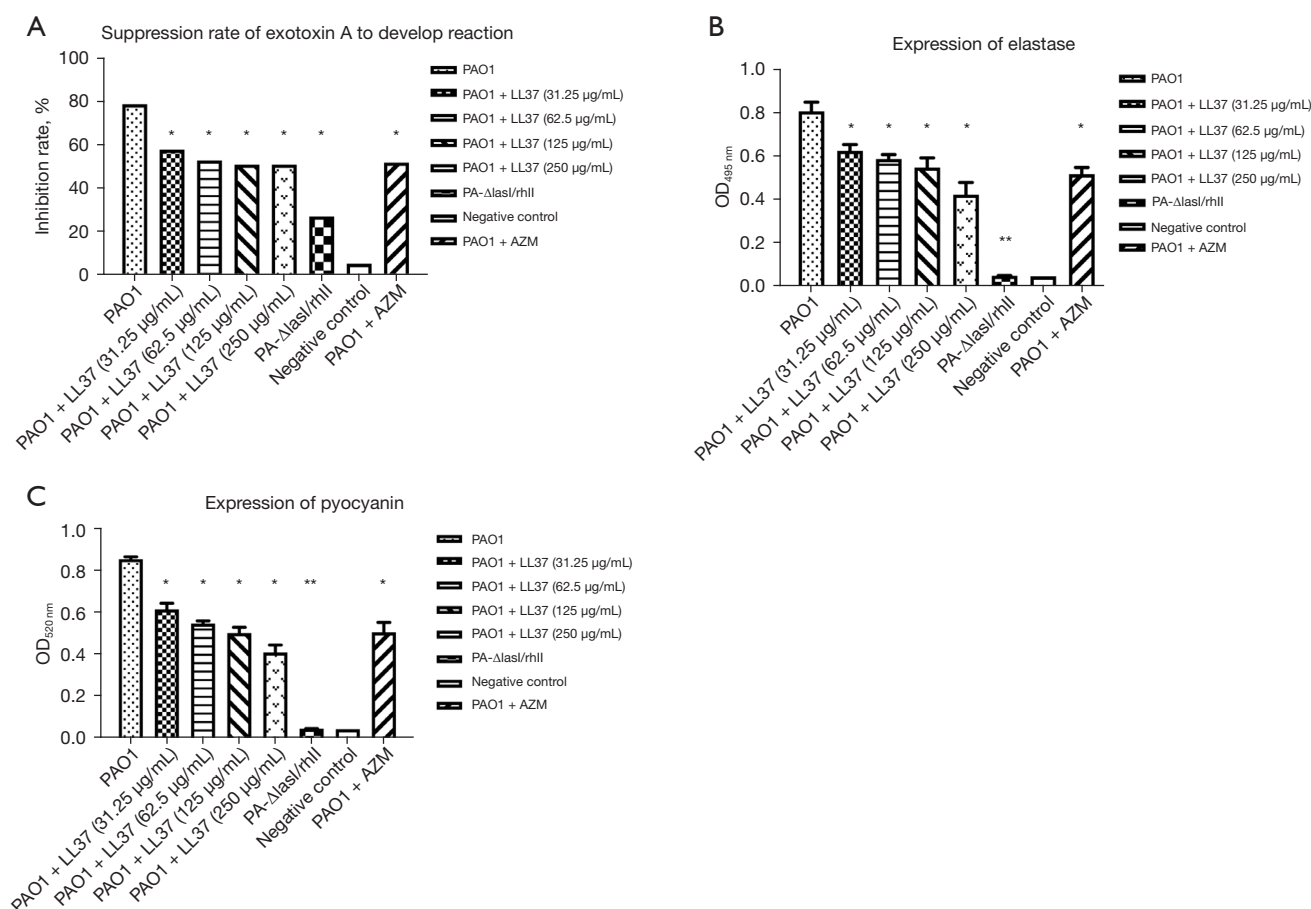 A
Suppression rate of exotoxin A to develop reaction
Inhibition rate, %
100
80
60
40
20
0
* * * * * *
PAO1
PAO1 + LL37 (31.25 µg/mL)
PAO1 + LL37 (62.5 µg/mL)
PAO1 + LL37 (125 µg/mL)
PAO1 + LL37 (250 µg/mL)
PA-ΔlasI/rhII
Negative control
PAO1 + AZM
PAO1
PAO1 + LL37 (31.25 µg/mL)
PAO1 + LL37 (62.5 µg/mL)
PAO1 + LL37 (125 µg/mL)
PAO1 + LL37 (250 µg/mL)
PA-ΔlasI/rhII
Negative control
PAO1 + AZM
B
Expression of elastase
OD495 nm
1.0
0.8
0.6
0.4
0.2
0.0
* * * * ** *
PAO1
PAO1 + LL37 (31.25 µg/mL)
PAO1 + LL37 (62.5 µg/mL)
PAO1 + LL37 (125 µg/mL)
PAO1 + LL37 (250 µg/mL)
PA-ΔlasI/rhII
Negative control
PAO1 + AZM
PAO1
PAO1 + LL37 (31.25 µg/mL)
PAO1 + LL37 (62.5 µg/mL)
PAO1 + LL37 (125 µg/mL)
PAO1 + LL37 (250 µg/mL)
PA-ΔlasI/rhII
Negative control
PAO1 + AZM
C
Expression of pyocyanin
OD520 nm
1.0
0.8
0.6
0.4
0.2
0.0
* * * * ** *
PAO1
PAO1 + LL37 (31.25 µg/mL)
PAO1 + LL37 (62.5 µg/mL)
PAO1 + LL37 (125 µg/mL)
PAO1 + LL37 (250 µg/mL)
PA-ΔlasI/rhII
Negative control
PAO1 + AZM
PAO1
PAO1 + LL37 (31.25 µg/mL)
PAO1 + LL37 (62.5 µg/mL)
PAO1 + LL37 (125 µg/mL)
PAO1 + LL37 (250 µg/mL)
PA-ΔlasI/rhII
Negative control
PAO1 + AZM